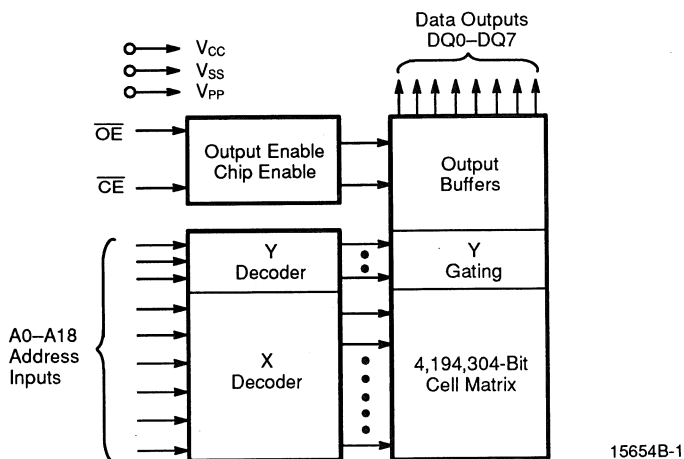 Data Outputs
DQ0–DQ7
VCC
VSS
VPP
OE
CE
Output Enable
Chip Enable
Output
Buffers
Y
Decoder
Y
Gating
A0–A18
Address
Inputs
X
Decoder
4,194,304-Bit
Cell Matrix
15654B-1